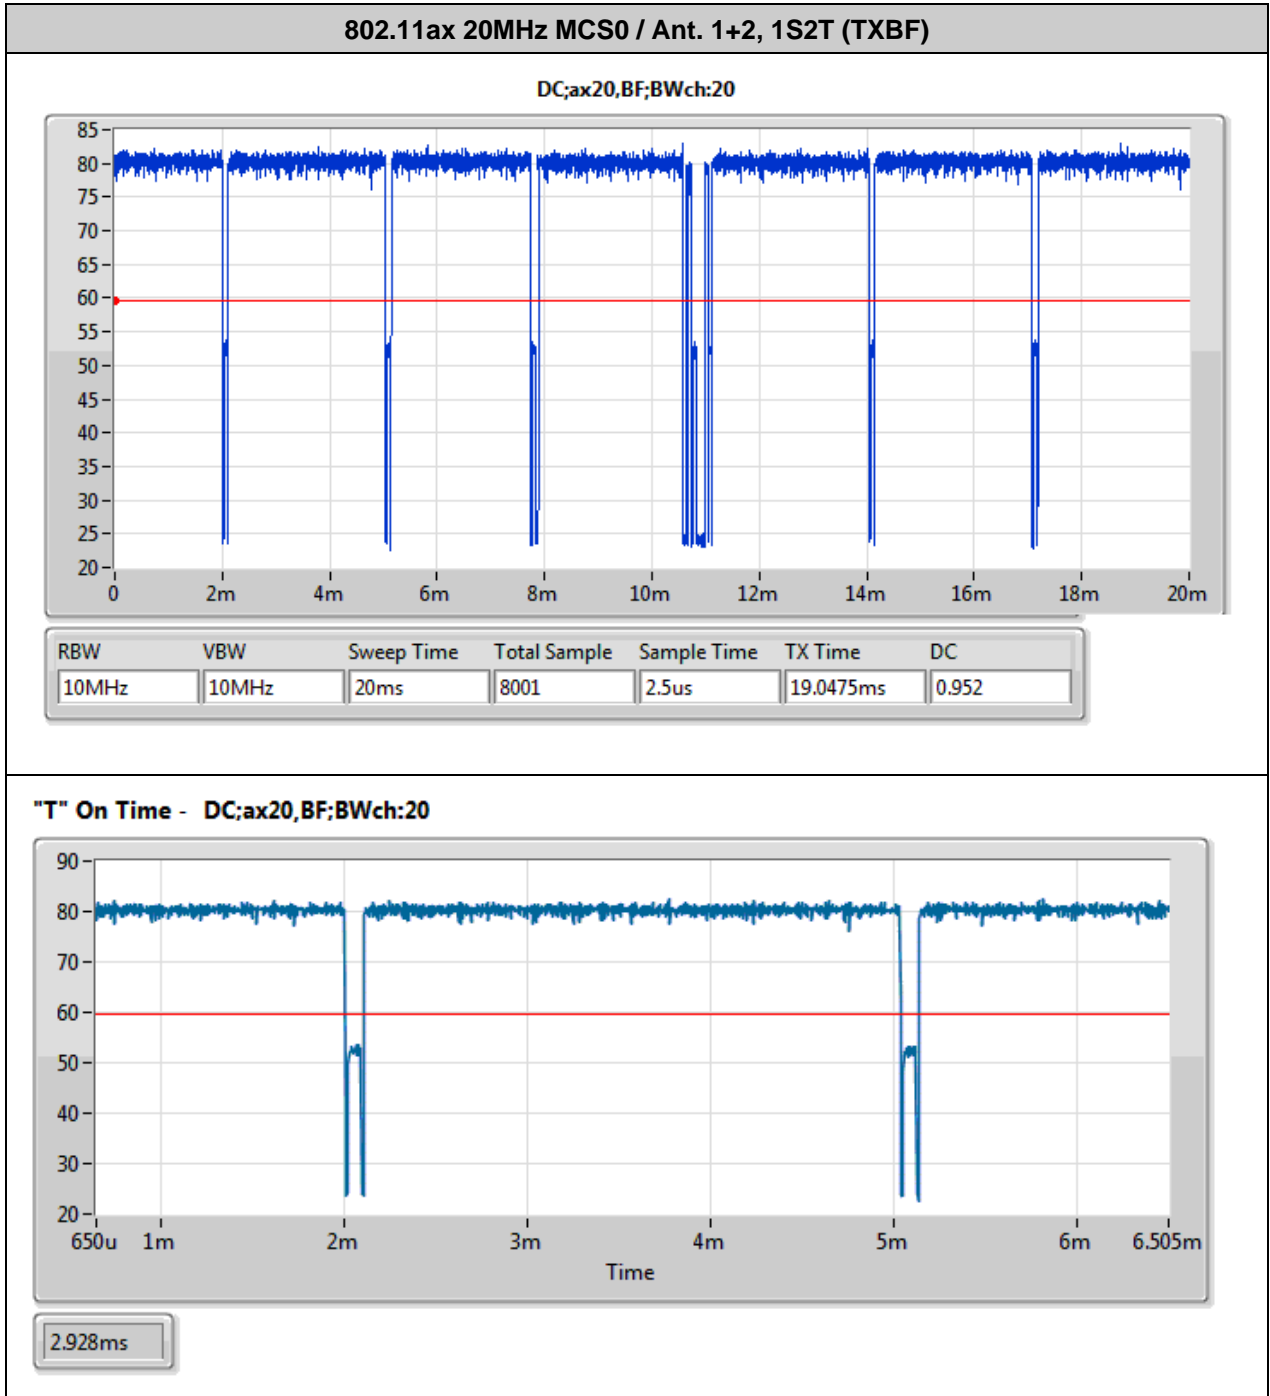 802.11ax 20MHz MCS0 / Ant. 1+2, 1S2T (TXBF)
DC;ax20,BF;BWch:20
85
80
75
70
65
60
55
50
45
40
35
30
25
20
0 2m 4m 6m 8m 10m 12m 14m 16m 18m 20m
RBW VBW Sweep Time Total Sample Sample Time TX Time DC
10MHz 10MHz 20ms 8001 2.5us 19.0475ms 0.952
"T" On Time - DC;ax20,BF;BWch:20
90
80
70
60
50
40
30
20
650u 1m 2m 3m 4m 5m 6m 6.505m
Time
2.928ms